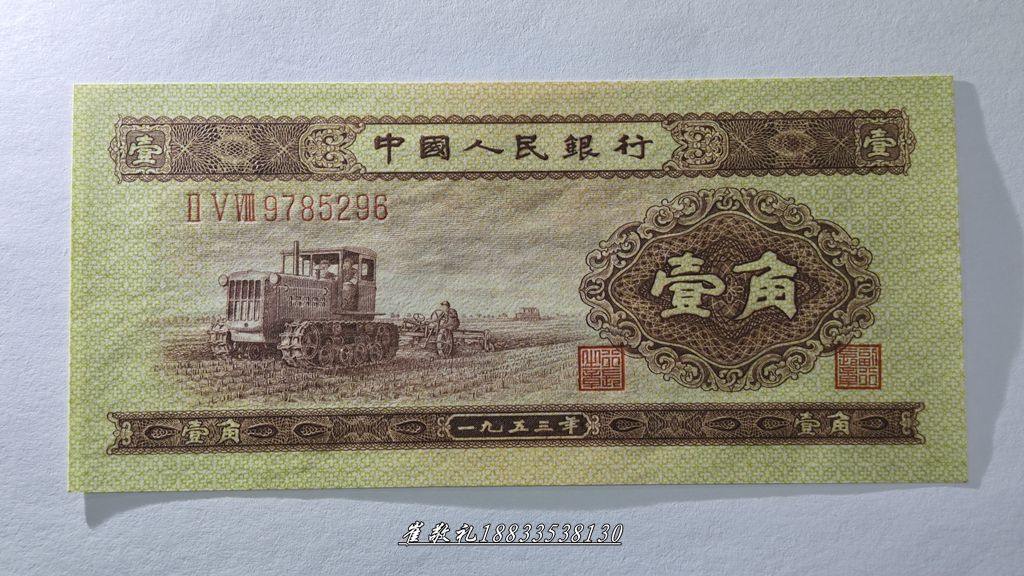 壹 中國人民銀行 壹
Ⅱ Ⅴ Ⅷ 9785296
壹角
壹角 一九五三年 壹角
崔敬礼18833538130